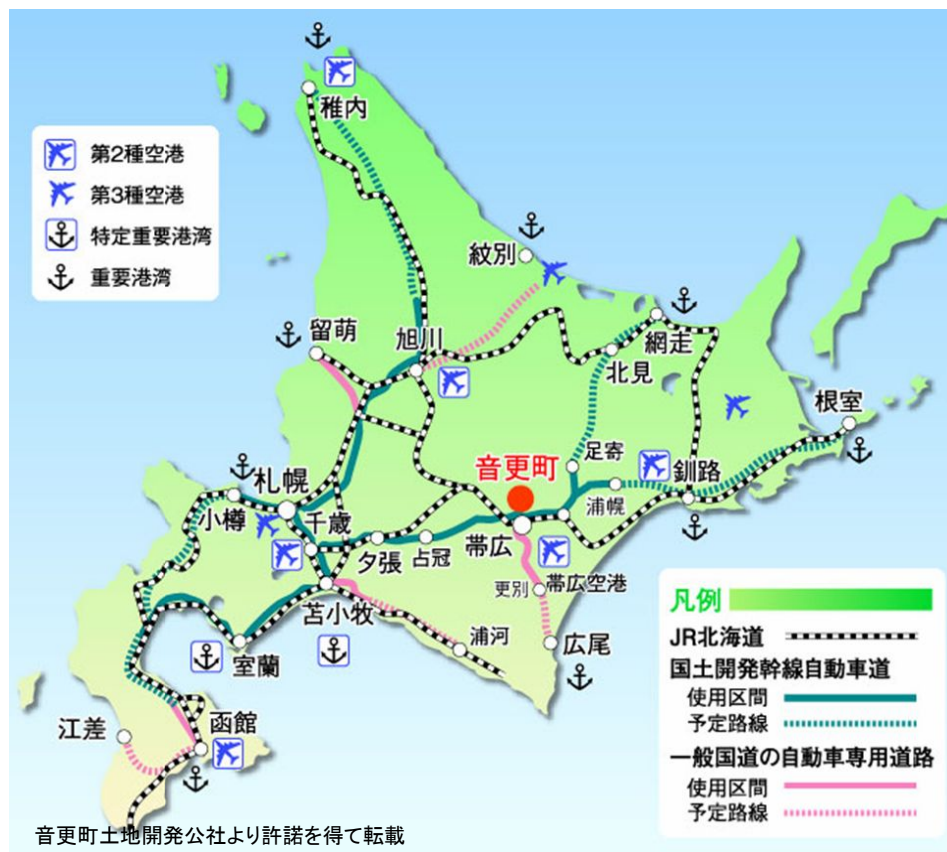 稚内
第2種空港
第3種空港
特定重要港湾
重要港湾
紋別
留萌
旭川
網走
北見
根室
足寄
音更町
釧路
浦幌
札幌
小樽
千歳
夕張
占冠
帯広
更別
帯広空港
苫小牧
浦河
広尾
室蘭
函館
江差
凡例
JR北海道
国土開発幹線自動車道
使用区間
予定路線
一般国道の自動車専用道路
使用区間
予定路線
音更町土地開発公社より許諾を得て転載